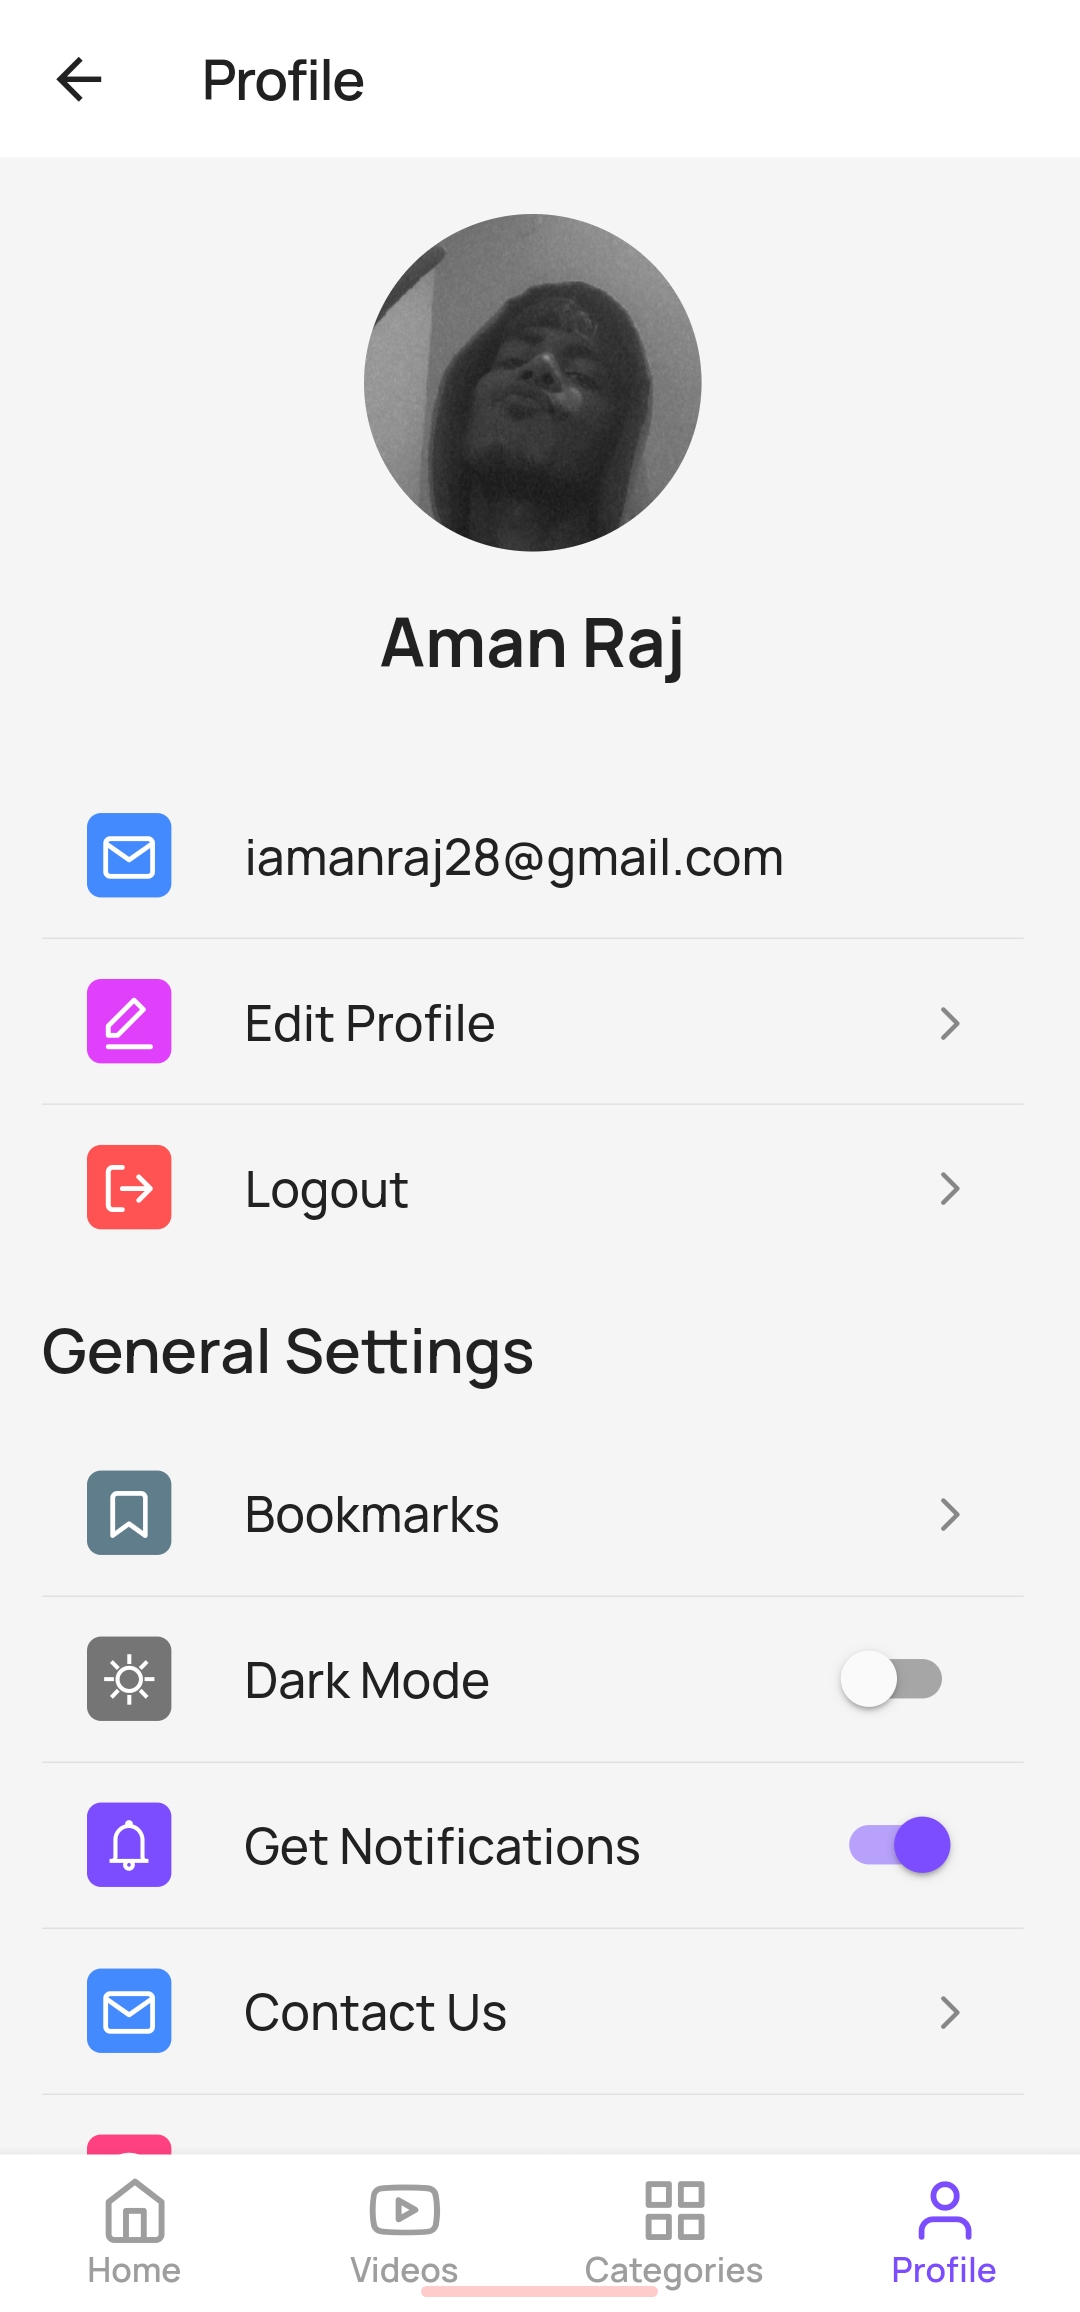 Profile
Aman Raj
iamanraj28@gmail.com
Edit Profile
Logout
General Settings
Bookmarks
Dark Mode
Get Notifications
Contact Us
Home Videos Categories Profile